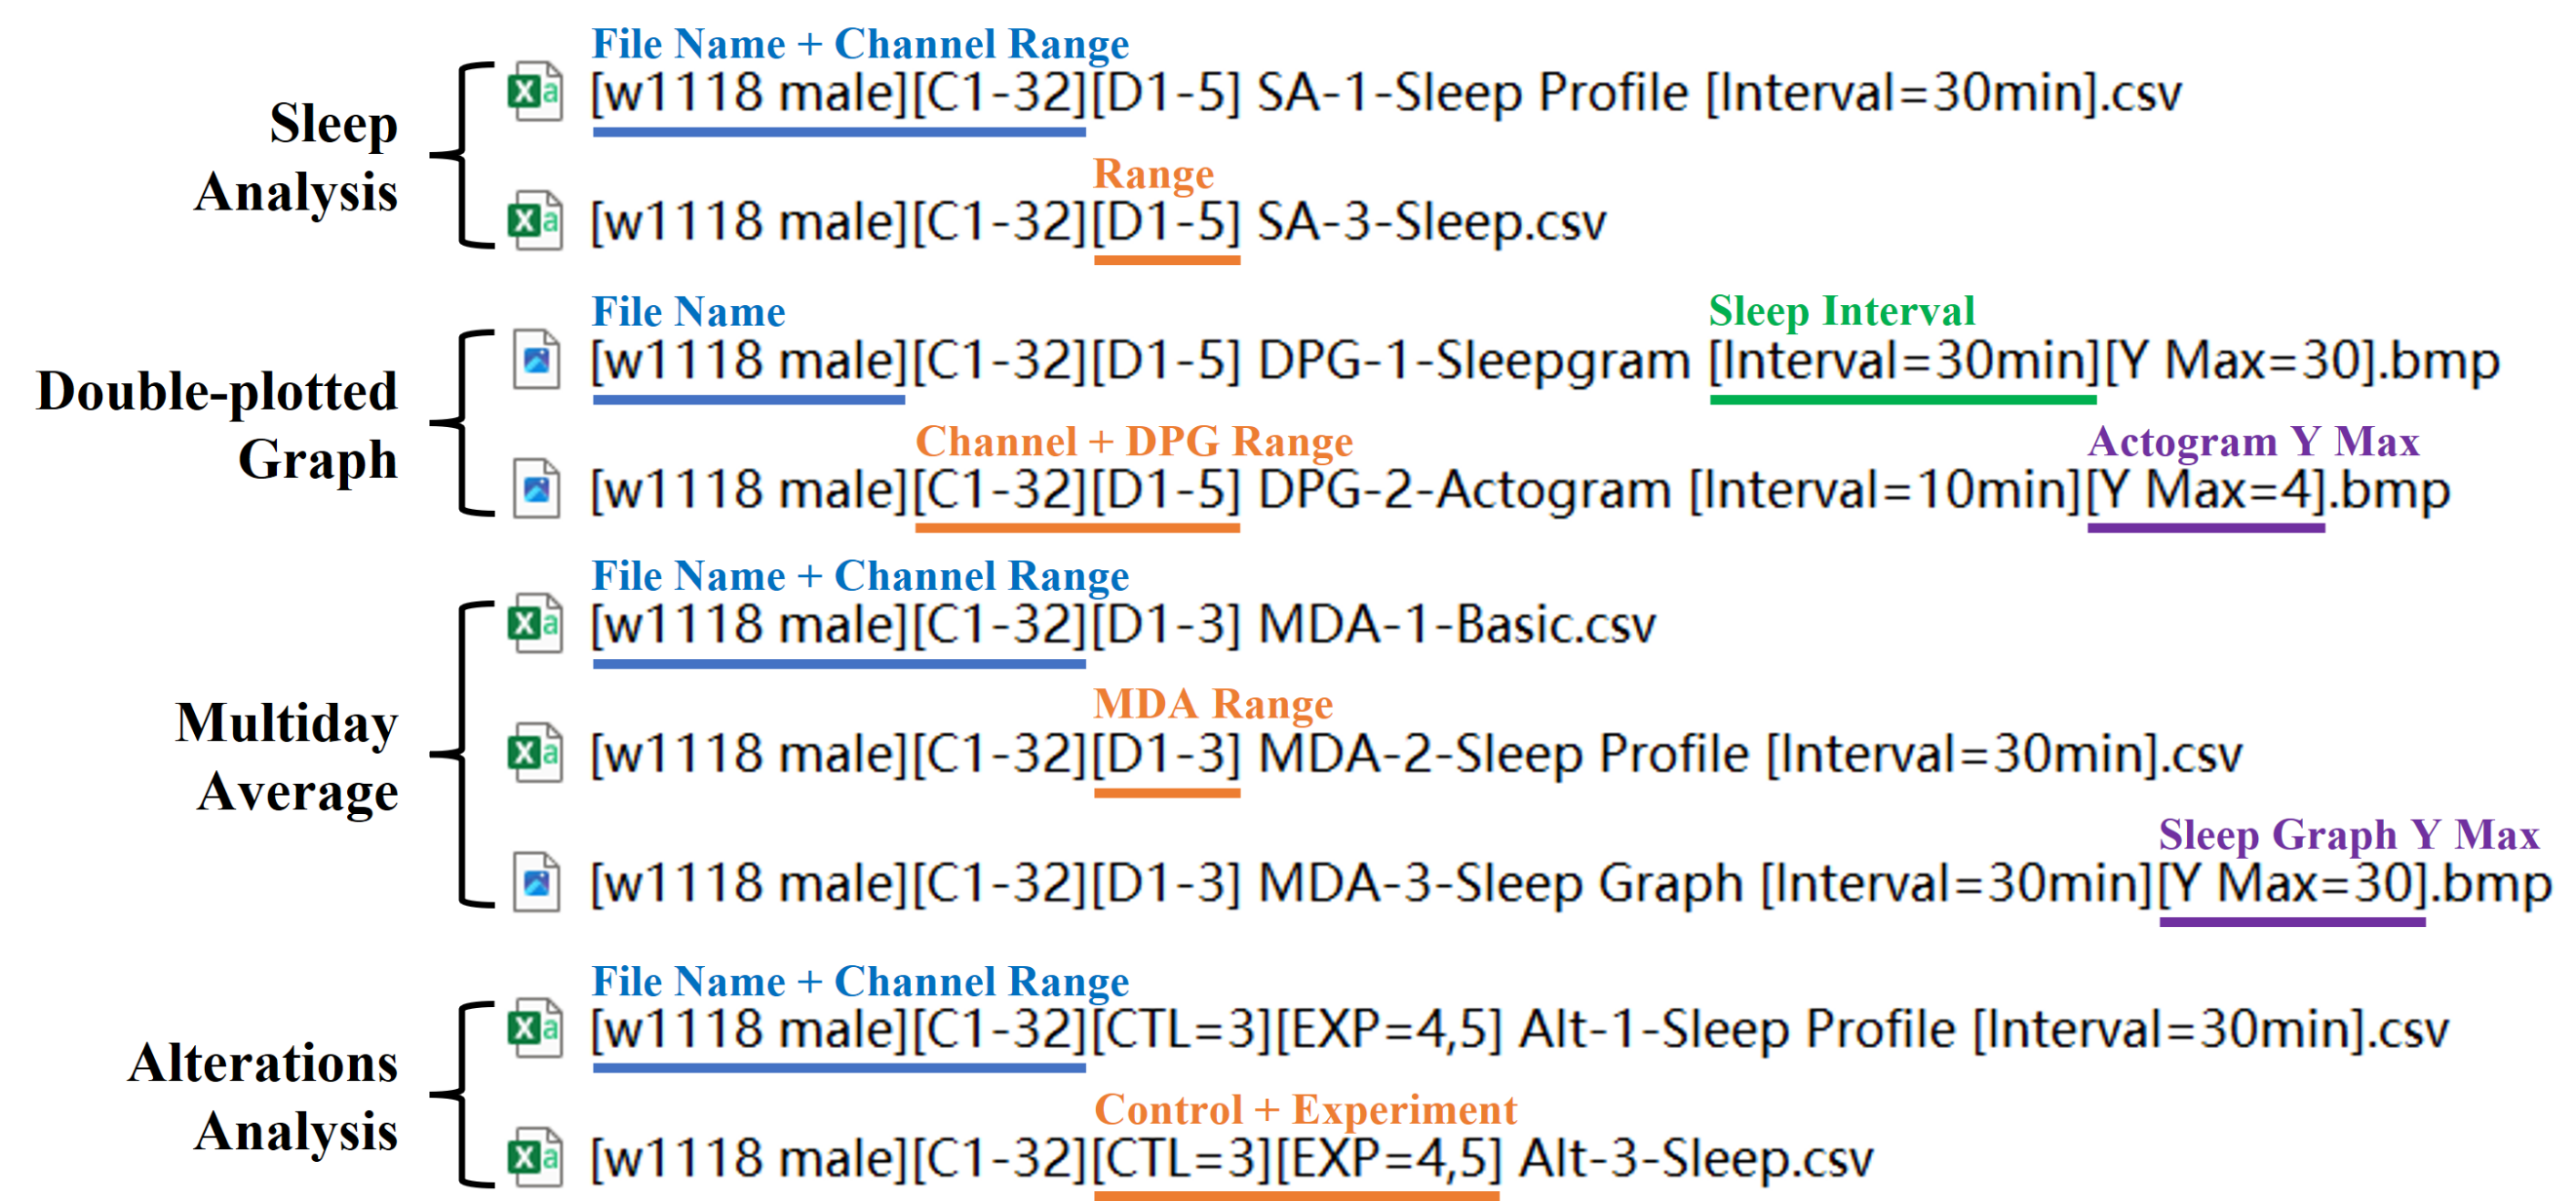 File Name + Channel Range
Sleep Analysis
[w1118 male][C1-32][D1-5] SA-1-Sleep Profile [Interval=30min].csv
Range
[w1118 male][C1-32][D1-5] SA-3-Sleep.csv
File Name
Sleep Interval
Double-plotted Graph
[w1118 male][C1-32][D1-5] DPG-1-Sleepgram [Interval=30min][Y Max=30].bmp
Channel + DPG Range
Actogram Y Max
[w1118 male][C1-32][D1-5] DPG-2-Actogram [Interval=10min][Y Max=4].bmp
File Name + Channel Range
Multiday Average
[w1118 male][C1-32][D1-3] MDA-1-Basic.csv
MDA Range
[w1118 male][C1-32][D1-3] MDA-2-Sleep Profile [Interval=30min].csv
Sleep Graph Y Max
[w1118 male][C1-32][D1-3] MDA-3-Sleep Graph [Interval=30min][Y Max=30].bmp
File Name + Channel Range
Alterations Analysis
[w1118 male][C1-32][CTL=3][EXP=4,5] Alt-1-Sleep Profile [Interval=30min].csv
Control + Experiment
[w1118 male][C1-32][CTL=3][EXP=4,5] Alt-3-Sleep.csv